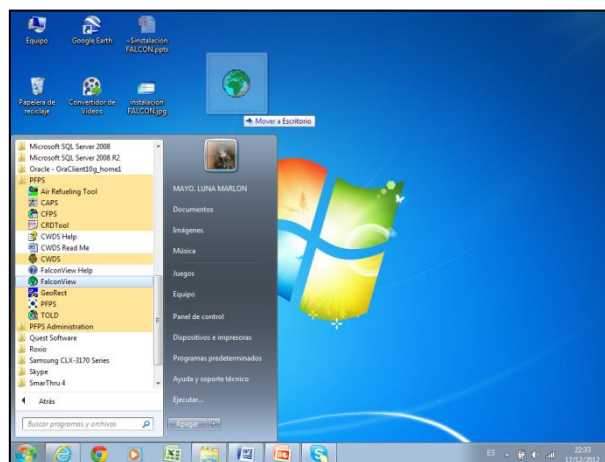 Equipo
Google Earth
~$instalación
FALCON.pptx
Papelera de
reciclaje
Convertidor de
Videos
instalacion
FALCON.jpg
Mover a Escritorio
Microsoft SQL Server 2008
Microsoft SQL Server 2008 R2
Oracle - OraClient10g_home1
PFPS
Air Refueling Tool
CAPS
CFPS
CRDTool
CWDS Help
CWDS Read Me
CWDS
FalconView Help
FalconView
GeoRect
PFPS
TOLD
PFPS Administration
Quest Software
Roxio
Samsung CLX-3170 Series
Skype
SmarThru 4
Atrás
Buscar programas y archivos
MAYO. LUNA MARLON
Documentos
Imágenes
Música
Juegos
Equipo
Panel de control
Dispositivos e impresoras
Programas predeterminados
Ayuda y soporte técnico
Ejecutar...
Apagar
ES
22:33
17/12/2012